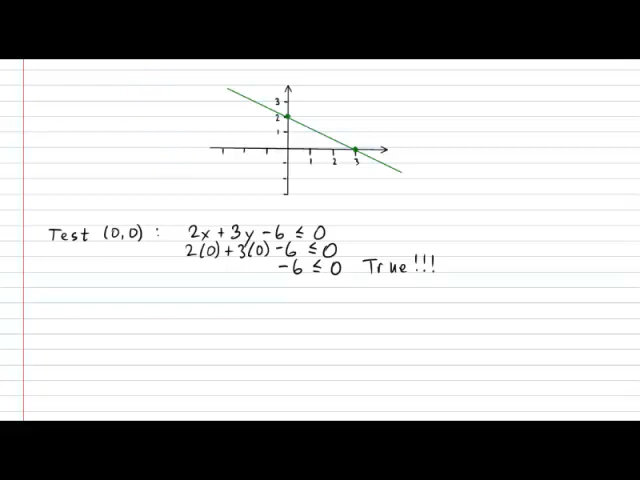 3
2
1
1 2 3
Test (0,0) : 2x + 3y - 6 ≤ 0
2(0) + 3(0) - 6 ≤ 0
-6 ≤ 0 True!!!